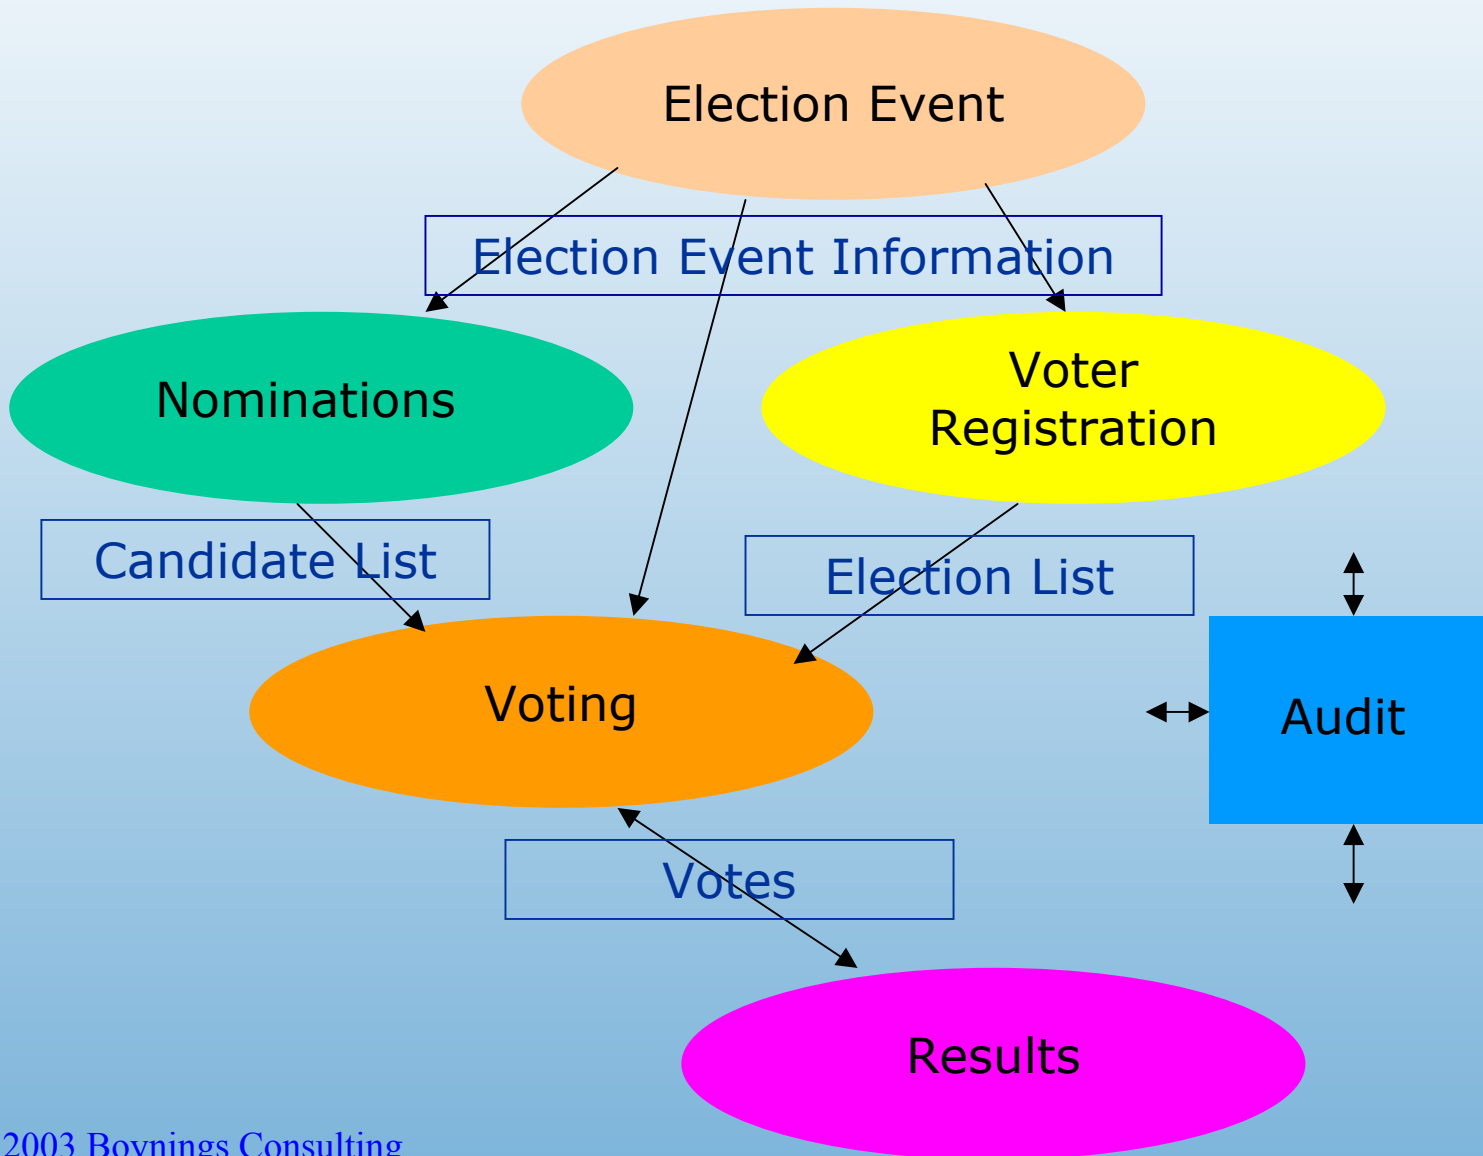 Election Event
Election Event Information
Nominations
Voter
Registration
Candidate List
Election List
Voting
Audit
Votes
Results
2003 Boynings Consulting